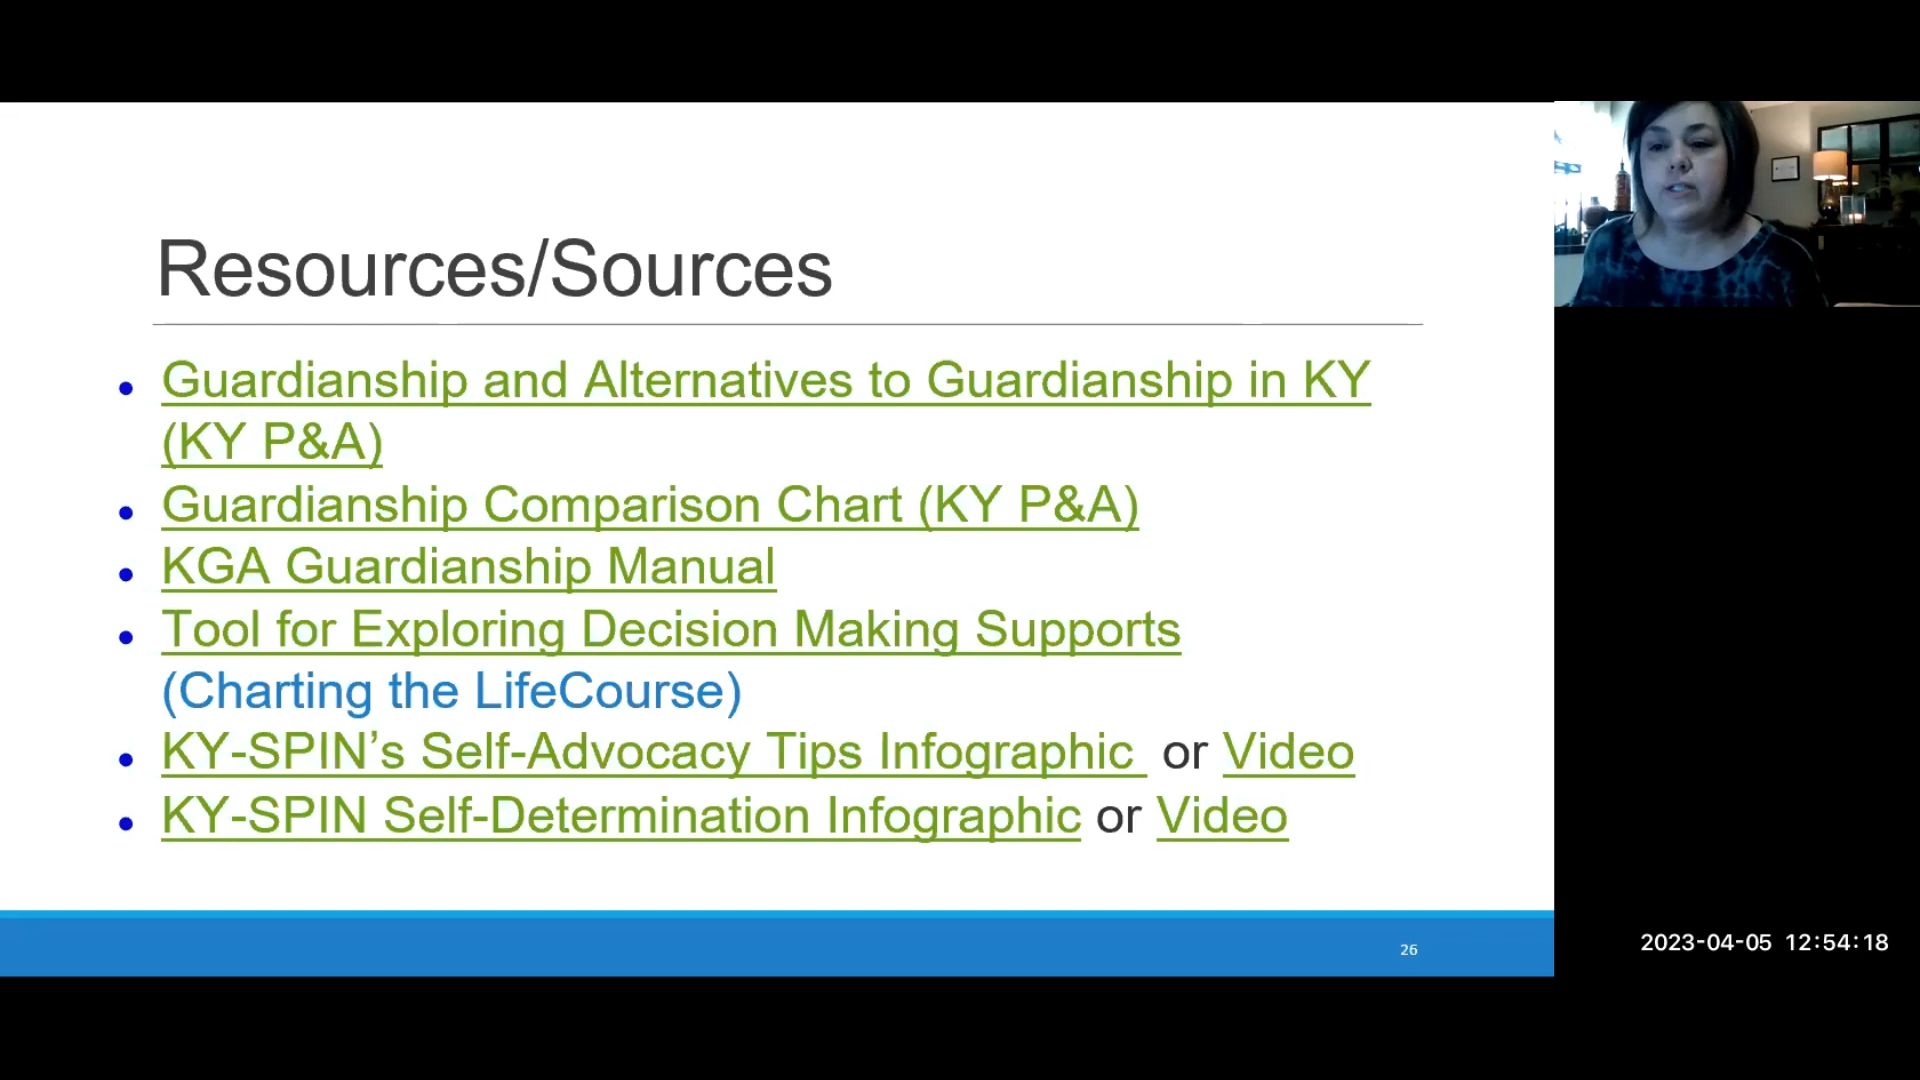 Resources/Sources
Guardianship and Alternatives to Guardianship in KY
(KY P&A)
Guardianship Comparison Chart (KY P&A)
KGA Guardianship Manual
Tool for Exploring Decision Making Supports
(Charting the LifeCourse)
KY-SPIN’s Self-Advocacy Tips Infographic or Video
KY-SPIN Self-Determination Infographic or Video
26
2023-04-05 12:54:18